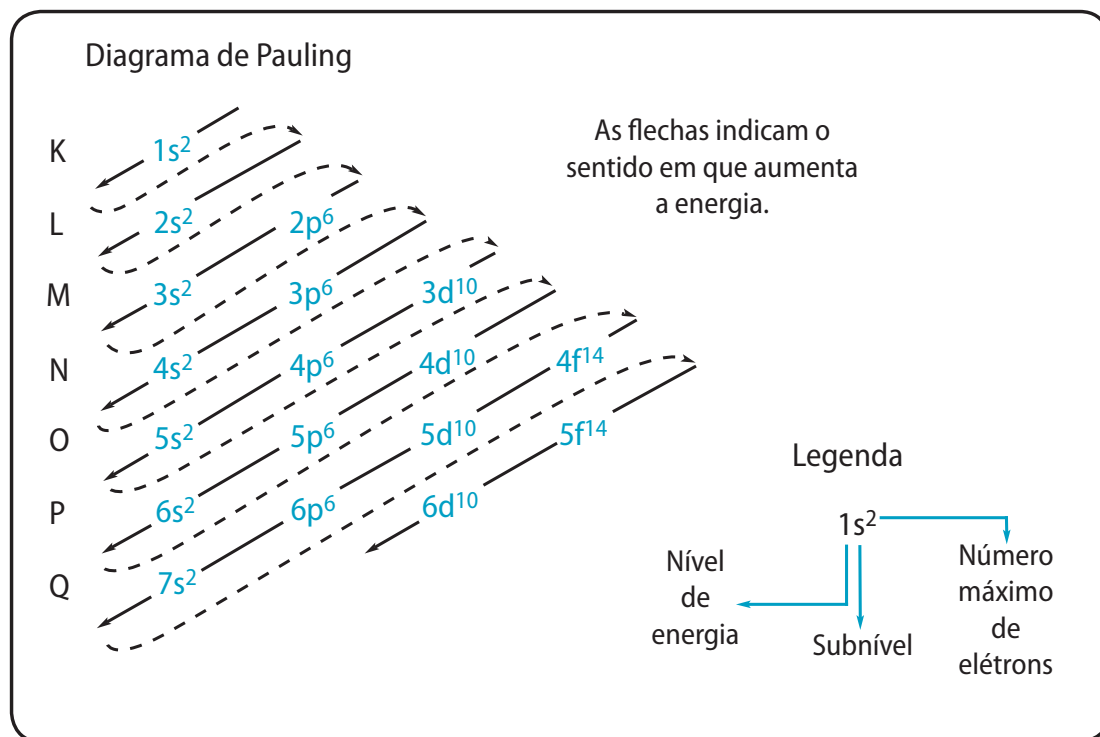 Diagrama de Pauling
As flechas indicam o
sentido em que aumenta
a energia.
K 1s²
L 2s² 2p⁶
M 3s² 3p⁶ 3d¹⁰
N 4s² 4p⁶ 4d¹⁰ 4f¹⁴
O 5s² 5p⁶ 5d¹⁰ 5f¹⁴
P 6s² 6p⁶ 6d¹⁰
Q 7s²
Legenda
1s²
Nível
de
energia
Subnível
Número
máximo
de
elétrons